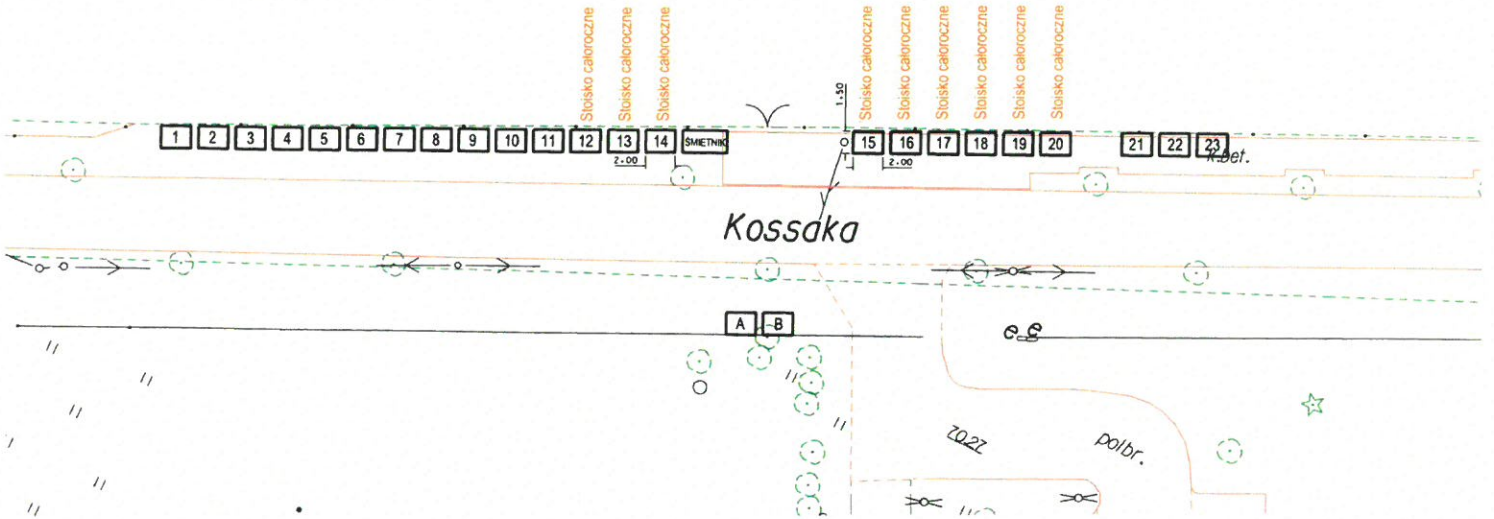 Stoisko całoroczne
Stoisko całoroczne
Stoisko całoroczne
Stoisko całoroczne
Stoisko całoroczne
Stoisko całoroczne
Stoisko całoroczne
Stoisko całoroczne
Stoisko całoroczne
1.50
1 2 3 4 5 6 7 8 9 10 11 12 13 14 ŚMIETNIK 15 16 17 18 19 20 21 22 23
2.00
T
2.00
k.bet.
Kossaka
A B
e e
polbr.